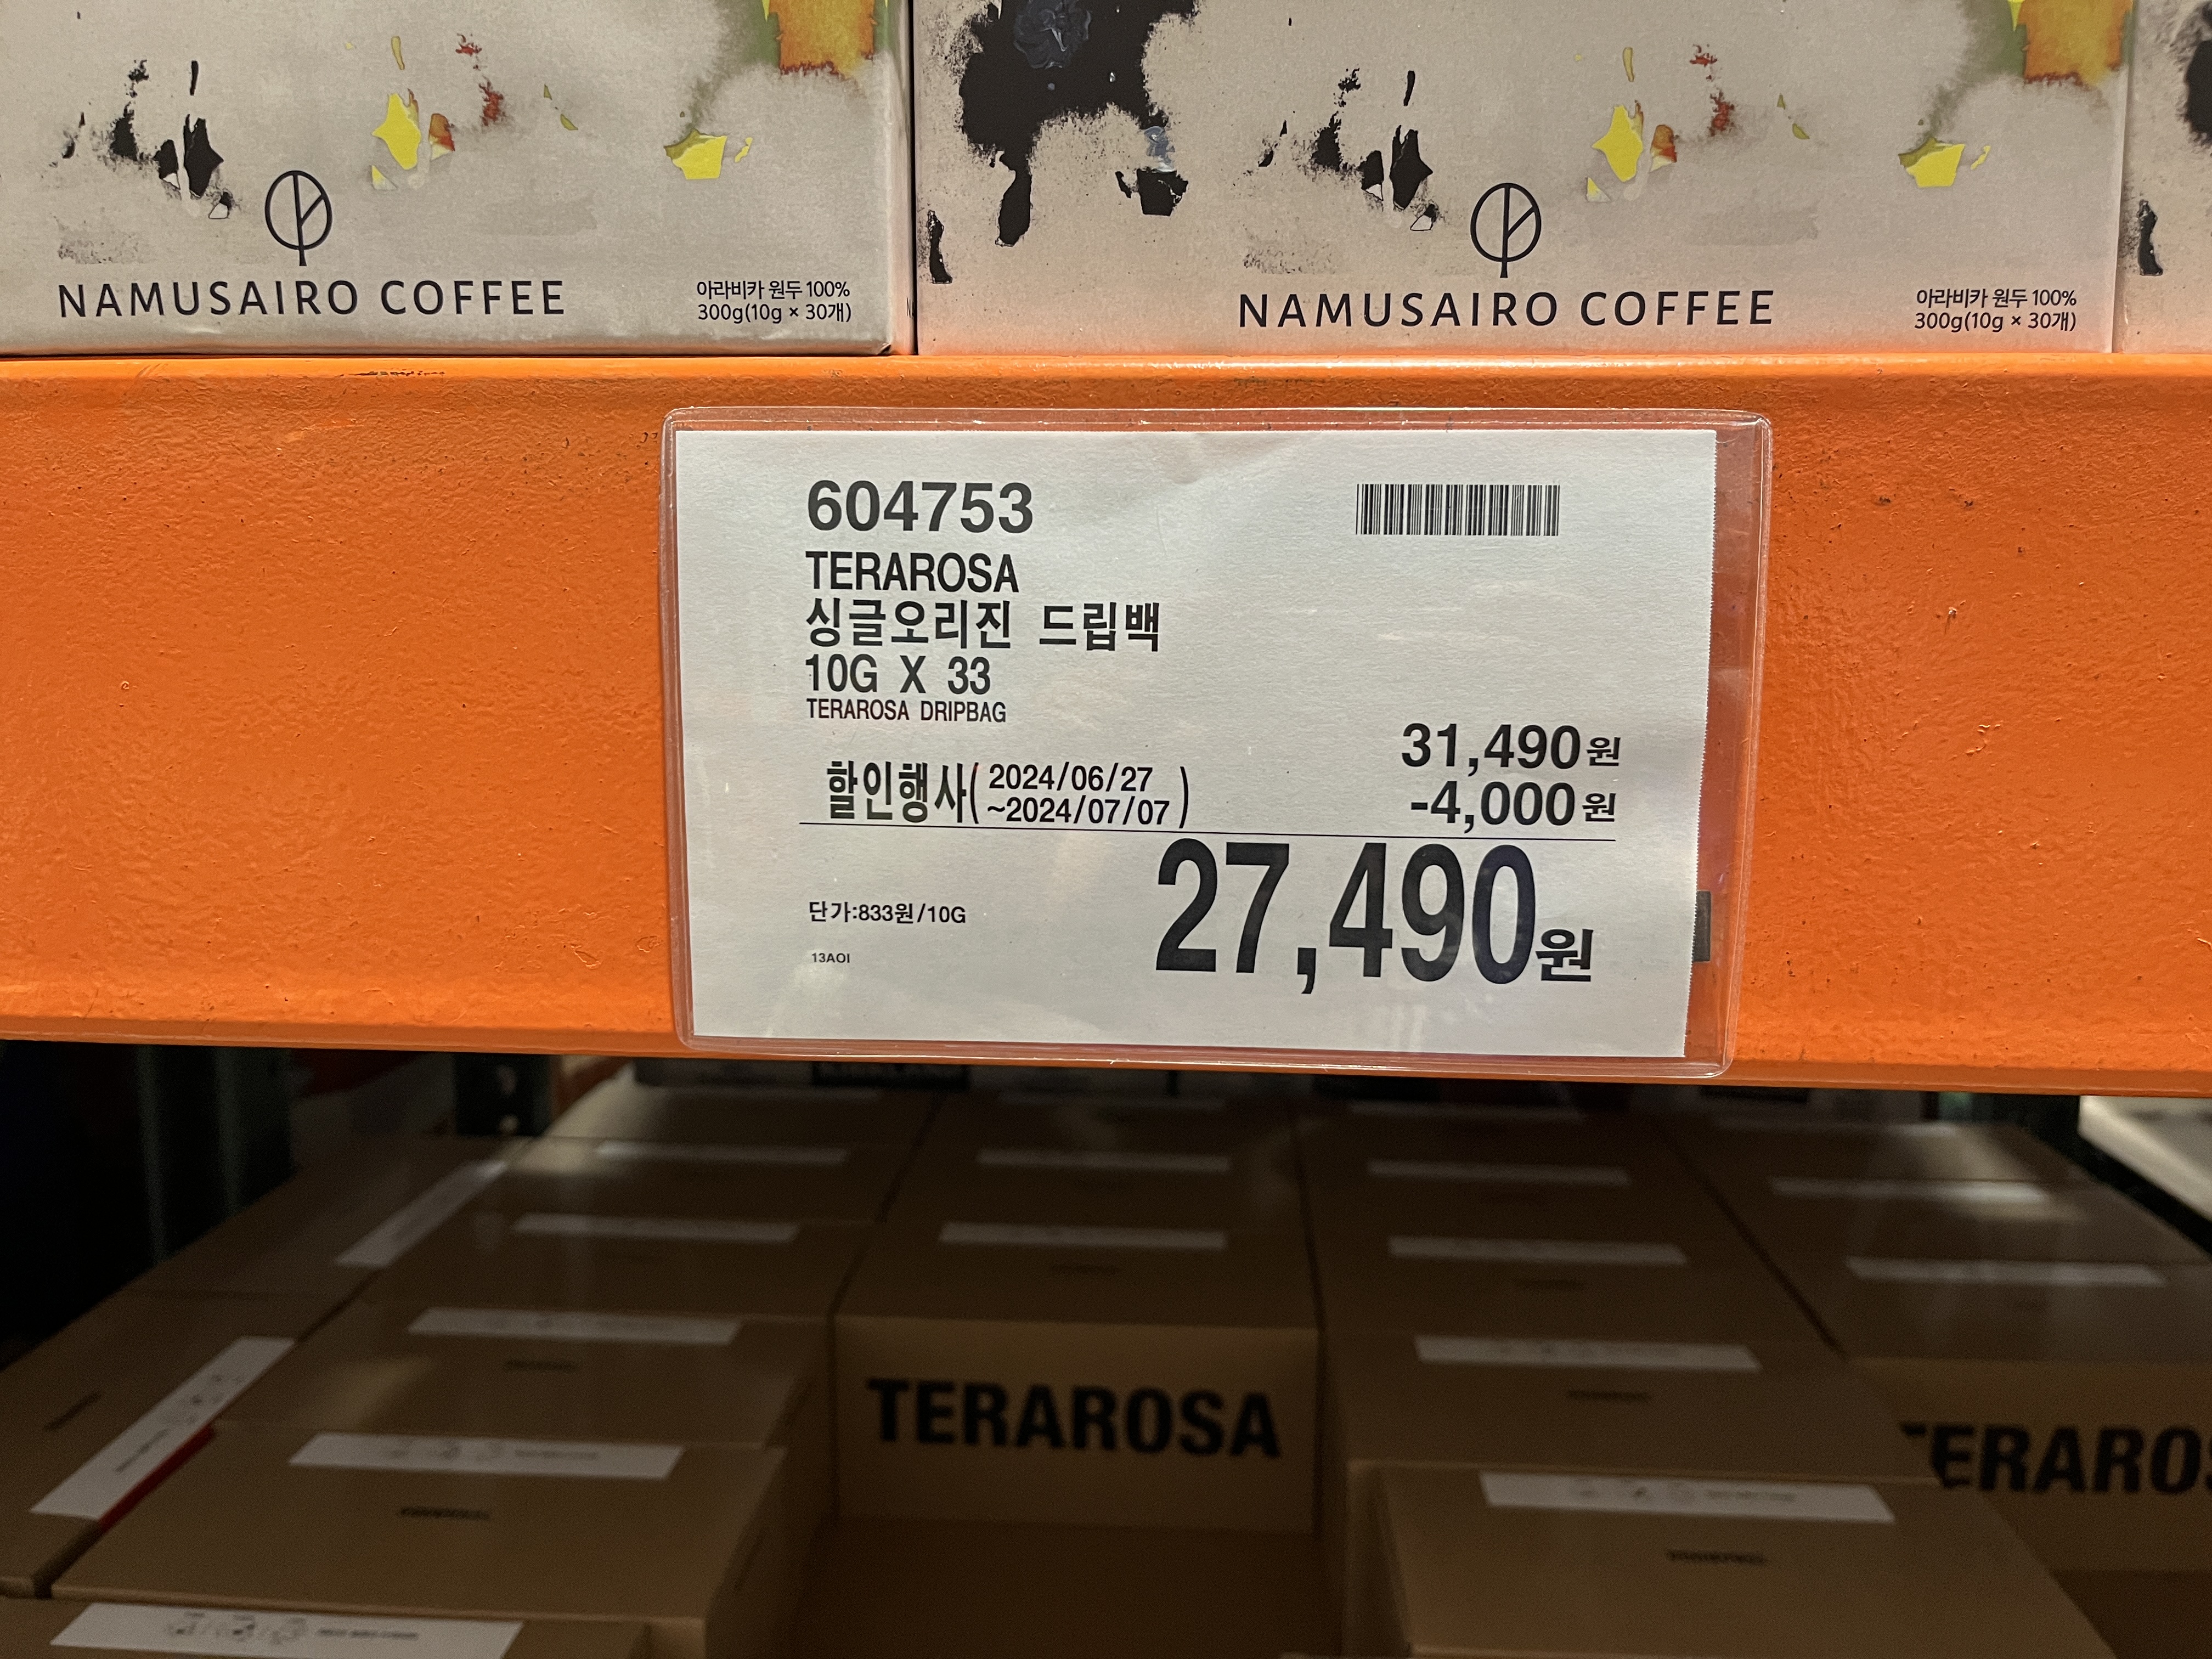 NAMUSAIRO COFFEE
아라비카 원두 100%
300g(10g × 30개)
NAMUSAIRO COFFEE
아라비카 원두 100%
300g(10g × 30개)
604753
TERAROSA
싱글오리진 드립백
10G X 33
TERAROSA DRIPBAG
31,490원
할인행사( 2024/06/27
~2024/07/07 )
-4,000원
27,490원
단가:833원/10G
13AOI
TERAROSA
TERAROS